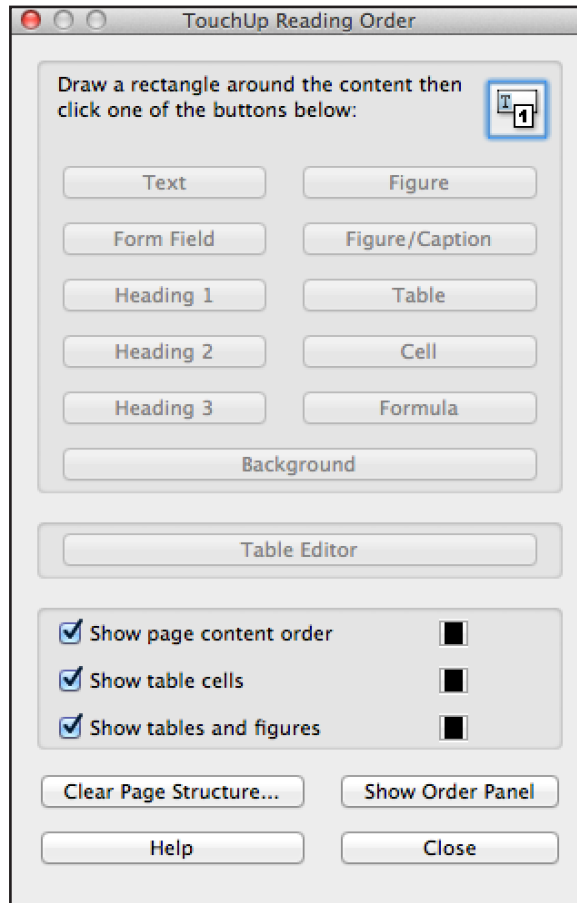 TouchUp Reading Order
Draw a rectangle around the content then
click one of the buttons below:
T
1
Text
Figure
Form Field
Figure/Caption
Heading 1
Table
Heading 2
Cell
Heading 3
Formula
Background
Table Editor
Show page content order
Show table cells
Show tables and figures
Clear Page Structure...
Show Order Panel
Help
Close